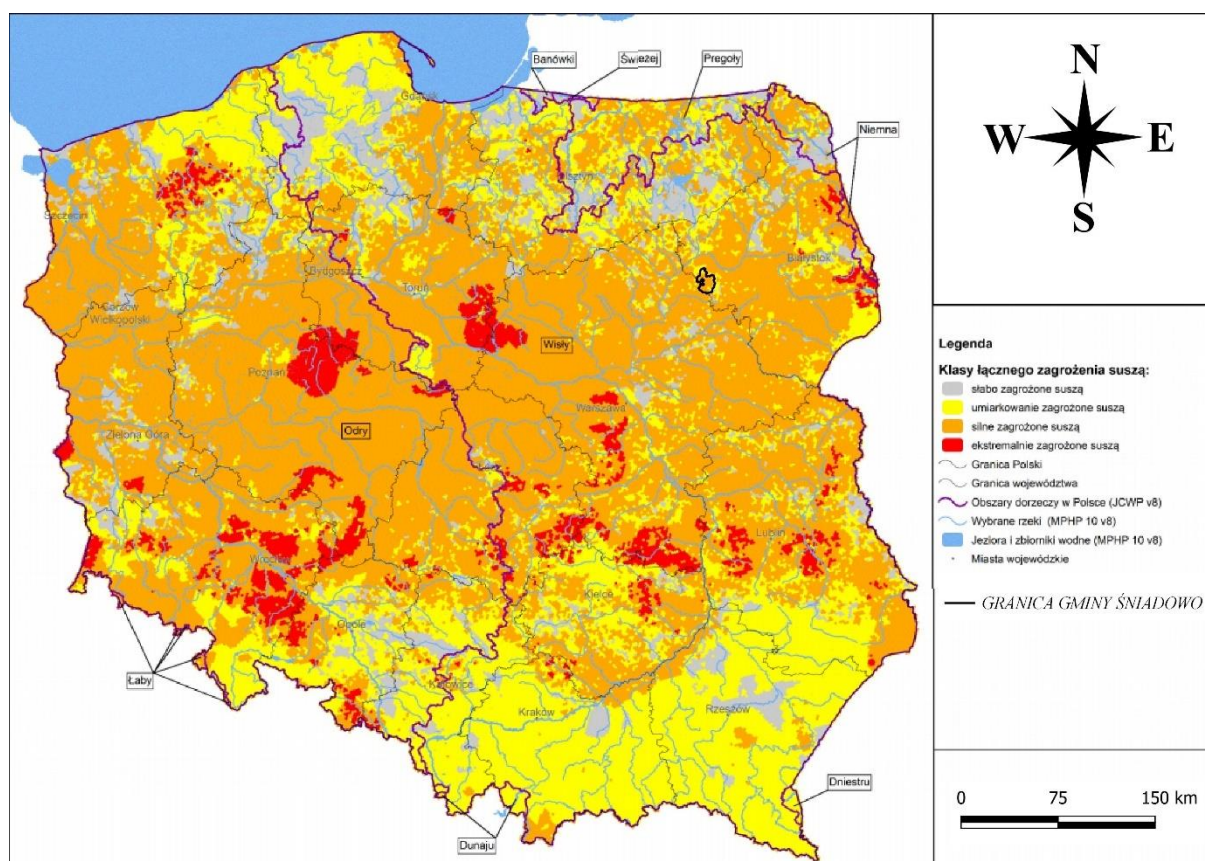 Banówki
Świeżej
Pregoły
Niemna
Gdańsk
Olsztyn
Szczecin
Białystok
Bydgoszcz
Toruń
Gorzów
Wielkopolski
Wisły
Poznań
Warszawa
Odry
Zielona Góra
Lublin
Wrocław
Kielce
Opole
Łaby
Katowice
Kraków
Rzeszów
Dniestru
Dunaju
N
W
E
S
Legenda
Klasy łącznego zagrożenia suszą:
słabo zagrożone suszą
umiarkowanie zagrożone suszą
silne zagrożone suszą
ekstremalnie zagrożone suszą
Granica Polski
Granica województwa
Obszary dorzeczy w Polsce (JCWP v8)
Wybrane rzeki (MPHP 10 v8)
Jeziora i zbiorniki wodne (MPHP 10 v8)
Miasta wojewódzkie
GRANICA GMINY ŚNIADOWO
0 75 150 km